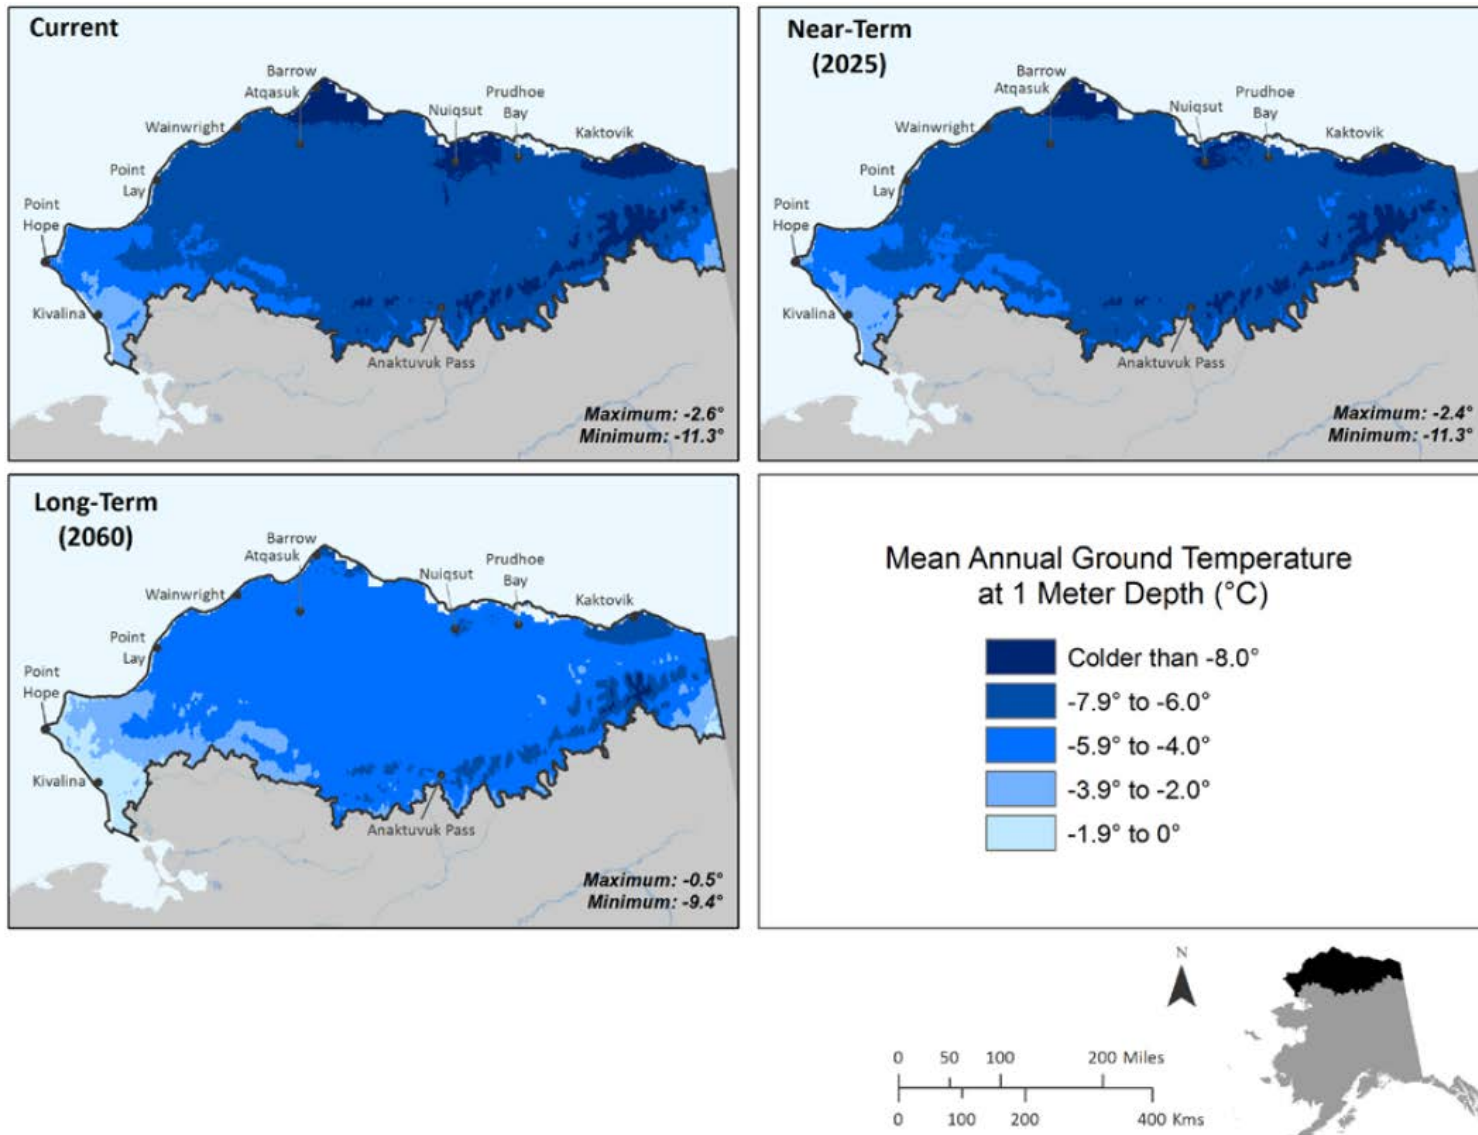 Current
Barrow
Atqasuk
Nuiqsut
Prudhoe
Bay
Wainwright
Kaktovik
Point
Lay
Point
Hope
Kivalina
Anaktuvuk Pass
Maximum: -2.6°
Minimum: -11.3°
Near-Term
(2025)
Barrow
Atqasuk
Nuiqsut
Prudhoe
Bay
Wainwright
Kaktovik
Point
Lay
Point
Hope
Kivalina
Anaktuvuk Pass
Maximum: -2.4°
Minimum: -11.3°
Long-Term
(2060)
Barrow
Atqasuk
Nuiqsut
Prudhoe
Bay
Wainwright
Kaktovik
Point
Lay
Point
Hope
Kivalina
Anaktuvuk Pass
Maximum: -0.5°
Minimum: -9.4°
Mean Annual Ground Temperature
at 1 Meter Depth (°C)
Colder than -8.0°
-7.9° to -6.0°
-5.9° to -4.0°
-3.9° to -2.0°
-1.9° to 0°
N
0 50 100 200 Miles
0 100 200 400 Kms